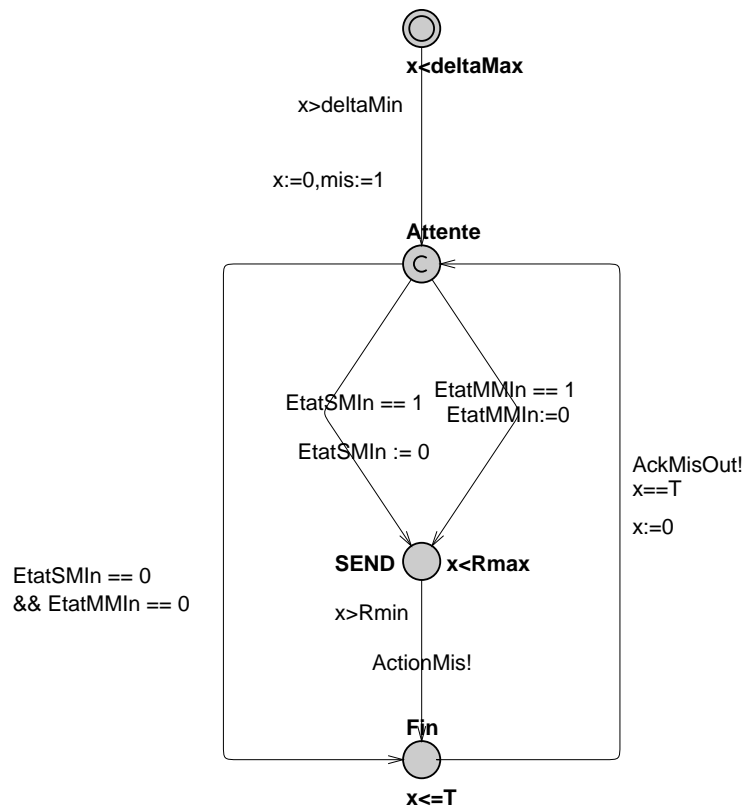 x<deltaMax
x>deltaMin
x:=0,mis:=1
Attente
C
EtatSMIn == 1
EtatSMIn := 0
EtatMMIn == 1
EtatMMIn:=0
AckMisOut!
x==T
x:=0
SEND
x<Rmax
EtatSMIn == 0
&& EtatMMIn == 0
x>Rmin
ActionMis!
Fin
x<=T